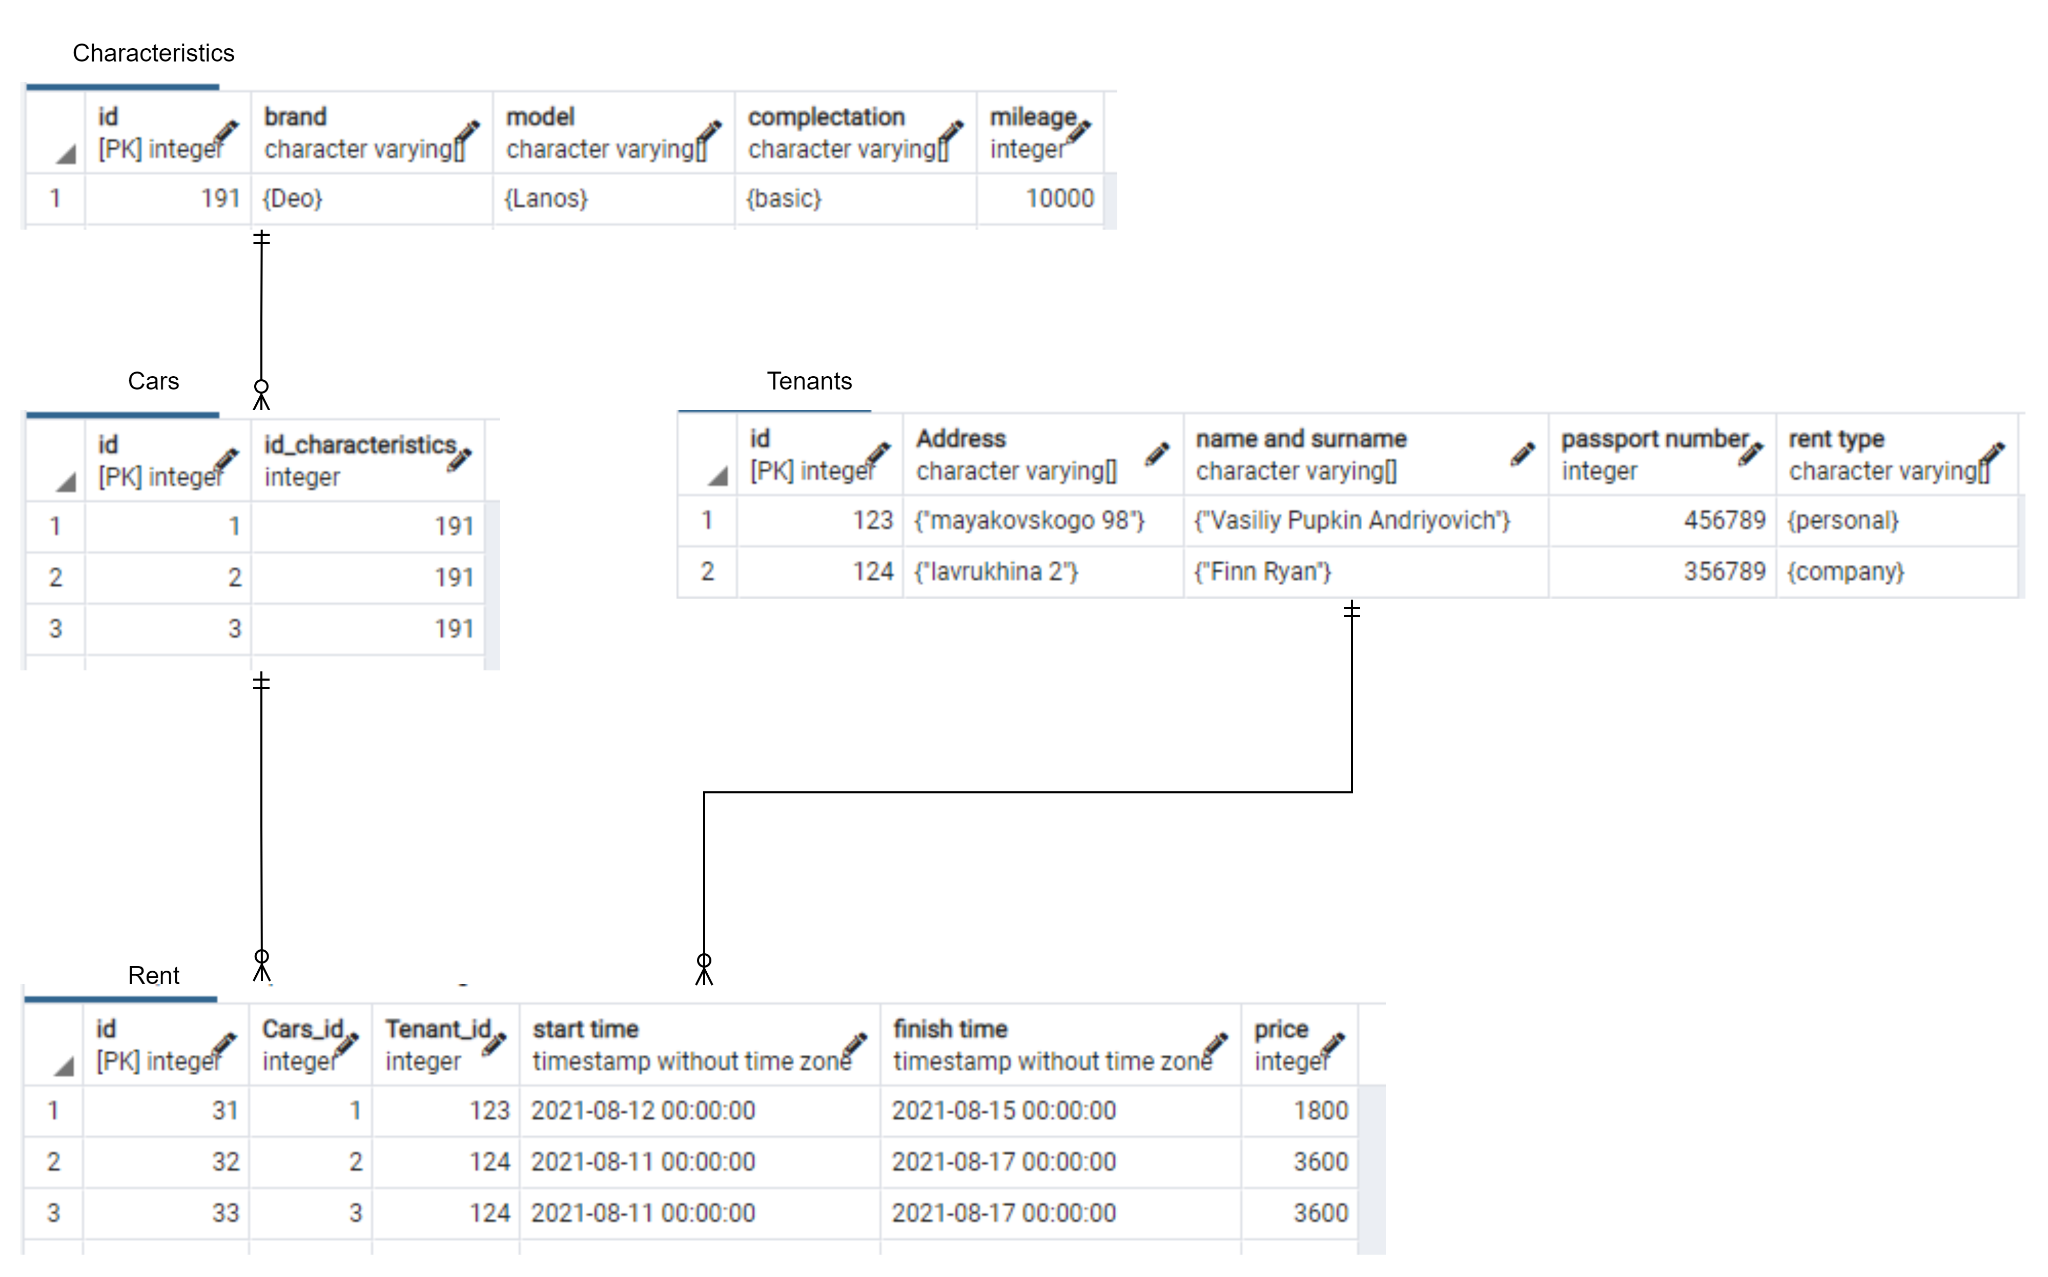 Characteristics
id brand model complectation mileage
[PK] integer character varying[] character varying[] character varying[] integer
1 191 {Deo} {Lanos} {basic} 10000
Cars
id id_characteristics
[PK] integer integer
1 1 191
2 2 191
3 3 191
Tenants
id Address name and surname passport number rent type
[PK] integer character varying[] character varying[] integer character varying[]
1 123 {"mayakovskogo 98"} {"Vasiliy Pupkin Andriyovich"} 456789 {personal}
2 124 {"lavrukhina 2"} {"Finn Ryan"} 356789 {company}
Rent
id Cars_id Tenant_id start time finish time price
[PK] integer integer integer timestamp without time zone timestamp without time zone integer
1 31 1 123 2021-08-12 00:00:00 2021-08-15 00:00:00 1800
2 32 2 124 2021-08-11 00:00:00 2021-08-17 00:00:00 3600
3 33 3 124 2021-08-11 00:00:00 2021-08-17 00:00:00 3600